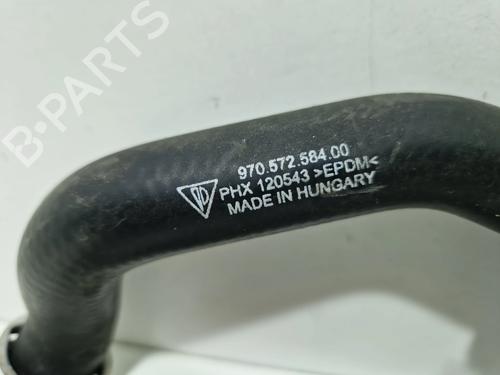 970.572.584.00
PHX 120543 >EPDM<
MADE IN HUNGARY
B-PARTS